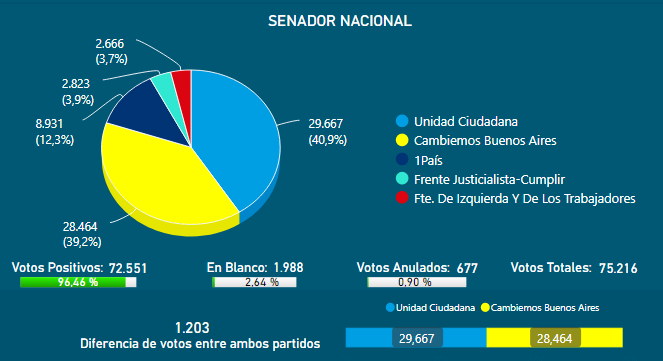 SENADOR NACIONAL
2.666
(3,7%)
2.823
(3,9%)
8.931
(12,3%)
29.667
(40,9%)
28.464
(39,2%)
Unidad Ciudadana
Cambiemos Buenos Aires
1País
Frente Justicialista-Cumplir
Fte. De Izquierda Y De Los Trabajadores
Votos Positivos: 72.551
96,46 %
En Blanco: 1.988
2,64 %
Votos Anulados: 677
0,90 %
Votos Totales: 75.216
Unidad Ciudadana Cambiemos Buenos Aires
1.203
Diferencia de votos entre ambos partidos
29,667 28,464